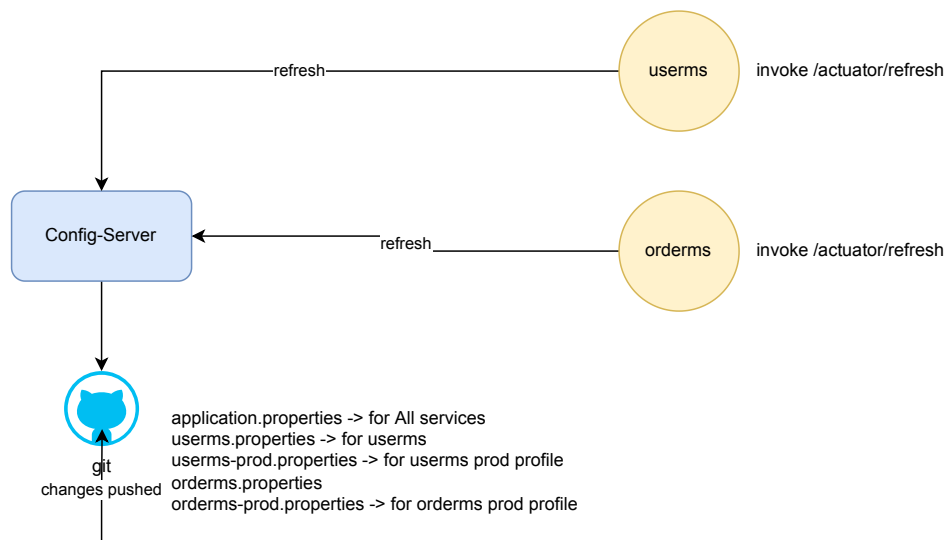 refresh
userms
invoke /actuator/refresh
Config-Server
refresh
orderms
invoke /actuator/refresh
application.properties -> for All services
userms.properties -> for userms
userms-prod.properties -> for userms prod profile
orderms.properties
orderms-prod.properties -> for orderms prod profile
git
changes pushed